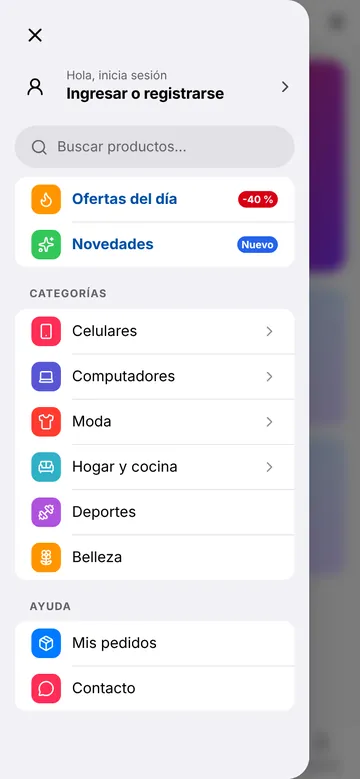 Hola, inicia sesión
Ingresar o registrarse
Buscar productos...
Ofertas del día
-40 %
Novedades
Nuevo
CATEGORÍAS
Celulares
Computadores
Moda
Hogar y cocina
Deportes
Belleza
AYUDA
Mis pedidos
Contacto